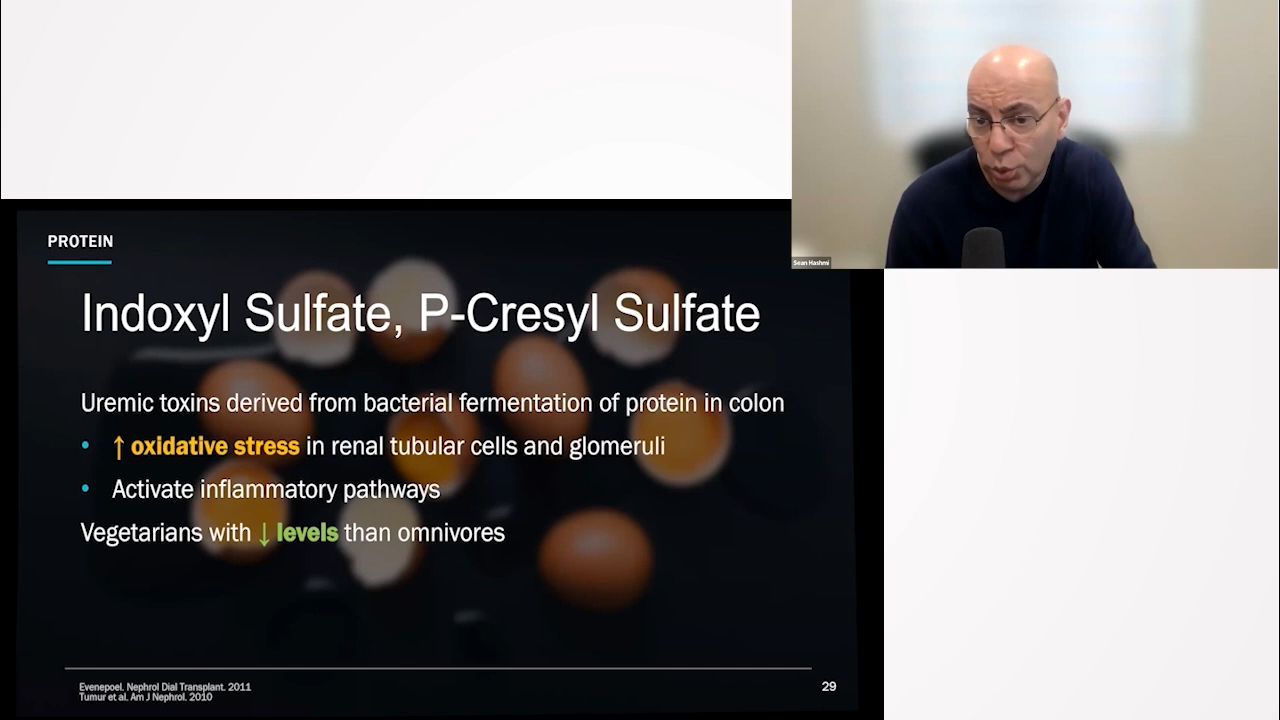 Sean Hashmi
PROTEIN
Indoxyl Sulfate, P-Cresyl Sulfate
Uremic toxins derived from bacterial fermentation of protein in colon
• ↑ oxidative stress in renal tubular cells and glomeruli
• Activate inflammatory pathways
Vegetarians with ↓ levels than omnivores
Evenepoel. Nephrol Dial Transplant. 2011
Tumur et al. Am J Nephrol. 2010
29